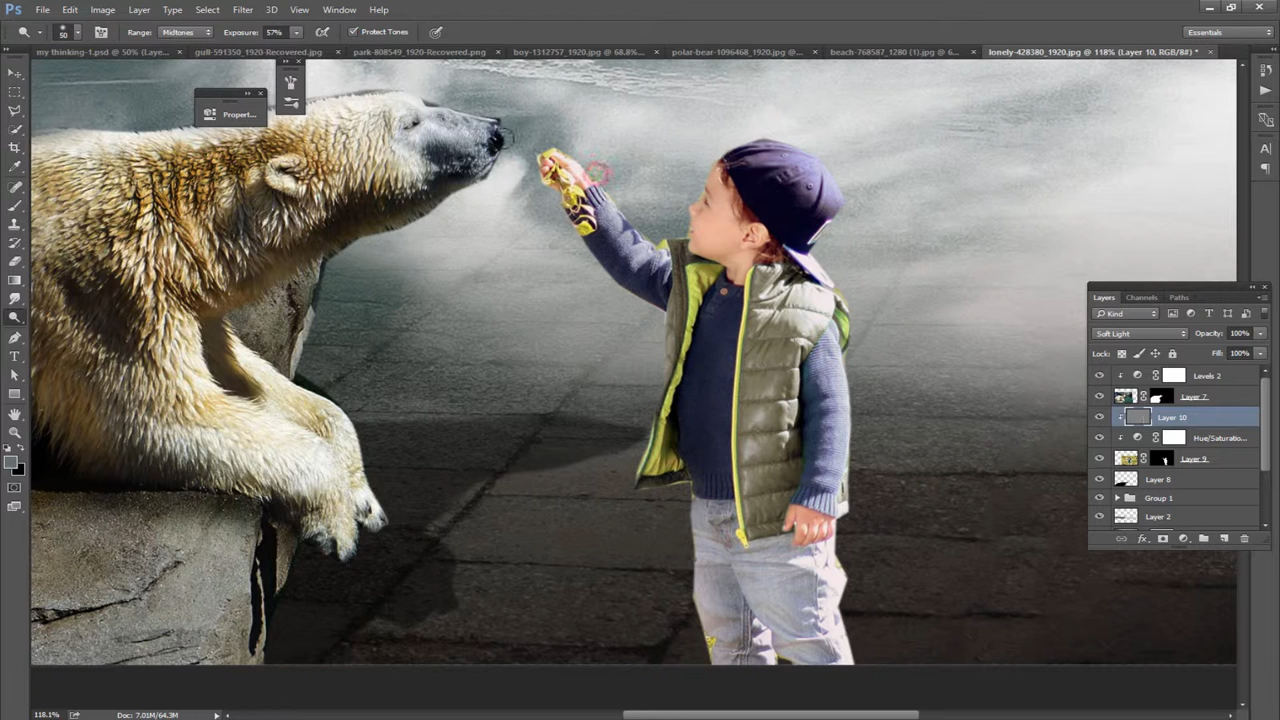 Ps File Edit Image Layer Type Select Filter 3D View Window Help
50 Range: Midtones Exposure: 57% Protect Tones Essentials
my thinking-1.psd @ 50% (Laye... × gull-591350_1920-Recovered.jpg × park-808549_1920-Recovered.png × boy-1312757_1920.jpg @ 68.8%... × polar-bear-1096468_1920.jpg @... × beach-768587_1280 (1).jpg @ 6... × lonely-428380_1920.jpg @ 118% (Layer 10, RGB/8#) * ×
Propert...
Layers Channels Paths
Kind
Soft Light Opacity: 100%
Lock: Fill: 100%
Levels 2
Layer 7
Layer 10
Hue/Saturatio...
Layer 9
Layer 8
Group 1
Layer 2
fx
118.1% Doc: 7.01M/64.3M